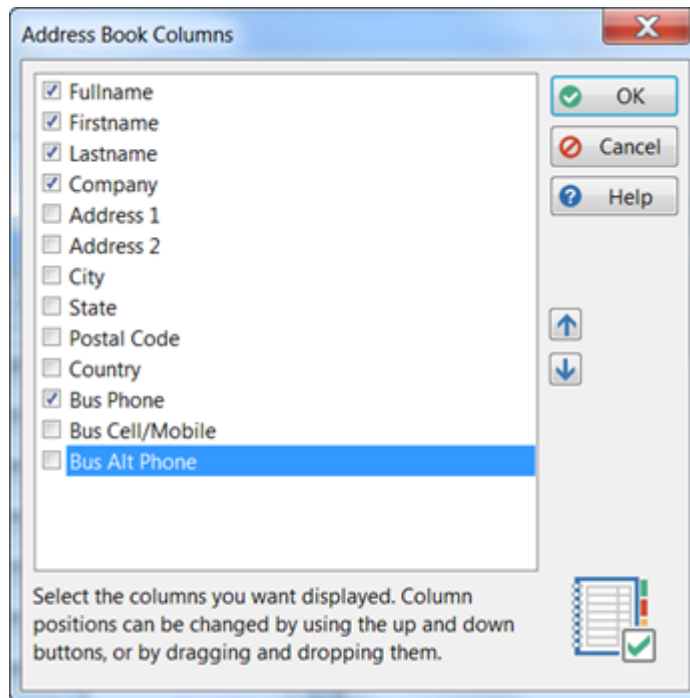 Address Book Columns
Fullname
Firstname
Lastname
Company
Address 1
Address 2
City
State
Postal Code
Country
Bus Phone
Bus Cell/Mobile
Bus Alt Phone
OK
Cancel
Help
Select the columns you want displayed. Column
positions can be changed by using the up and down
buttons, or by dragging and dropping them.